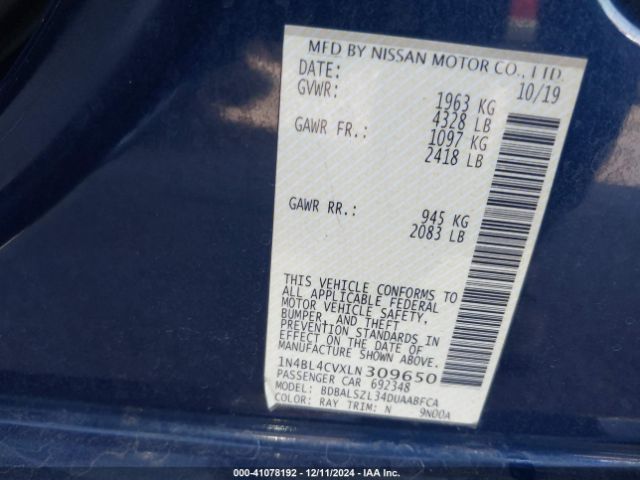 MFD BY NISSAN MOTOR CO., LTD.
DATE: 10/19
GVWR: 1963 KG
4328 LB
GAWR FR.: 1097 KG
2418 LB
GAWR RR.: 945 KG
2083 LB
THIS VEHICLE CONFORMS TO
ALL APPLICABLE FEDERAL
MOTOR VEHICLE SAFETY,
BUMPER, AND THEFT
PREVENTION STANDARDS IN
EFFECT ON THE DATE OF
MANUFACTURE SHOWN ABOVE.
1N4BL4CVXLN309650
PASSENGER CAR 692348
MODEL: BDBALSZL34DUAABFCA
COLOR: RAY TRIM: N 9N00A
000-41078192 - 12/11/2024 - IAA Inc.